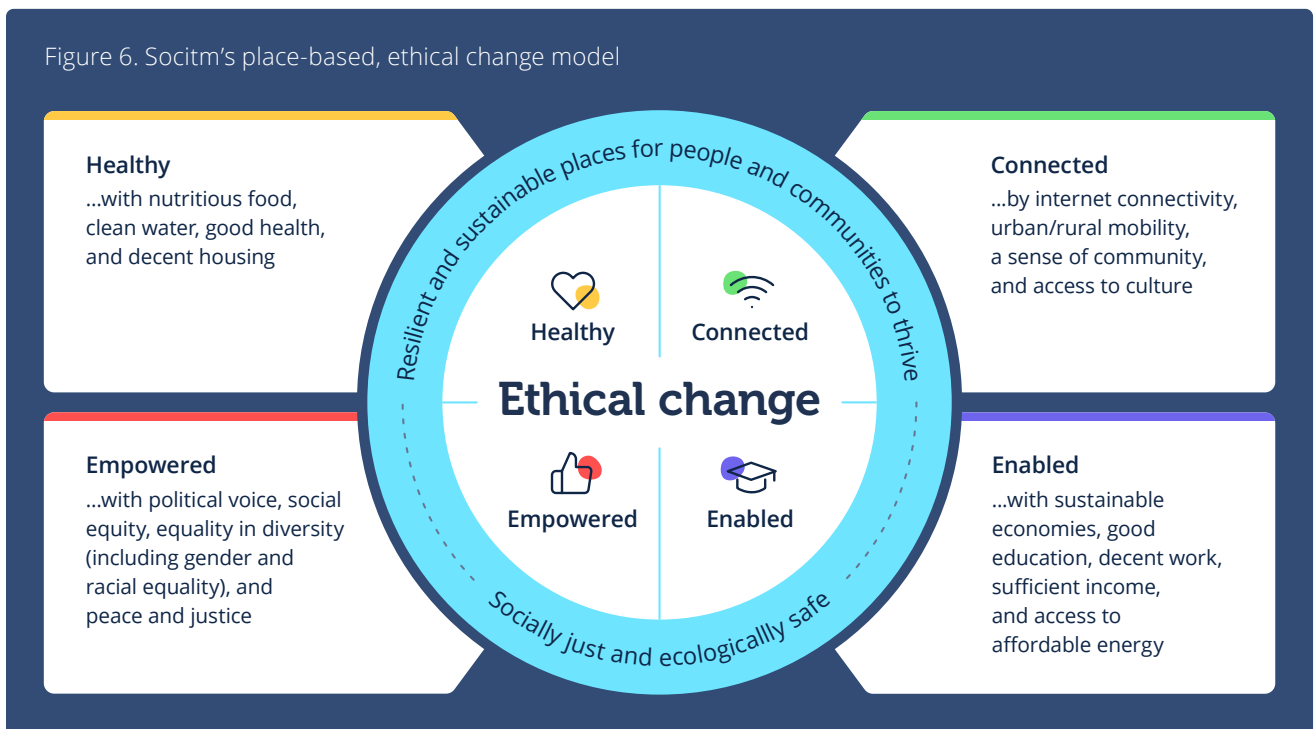 Figure 6. Socitm’s place-based, ethical change model
Healthy
...with nutritious food,
clean water, good health,
and decent housing
Connected
...by internet connectivity,
urban/rural mobility,
a sense of community,
and access to culture
Resilient and sustainable places for people and communities to thrive
Healthy
Connected
Ethical change
Empowered
Enabled
Socially just and ecologicallly safe
Empowered
...with political voice, social
equity, equality in diversity
(including gender and
racial equality), and
peace and justice
Enabled
...with sustainable
economies, good
education, decent work,
sufficient income,
and access to
affordable energy